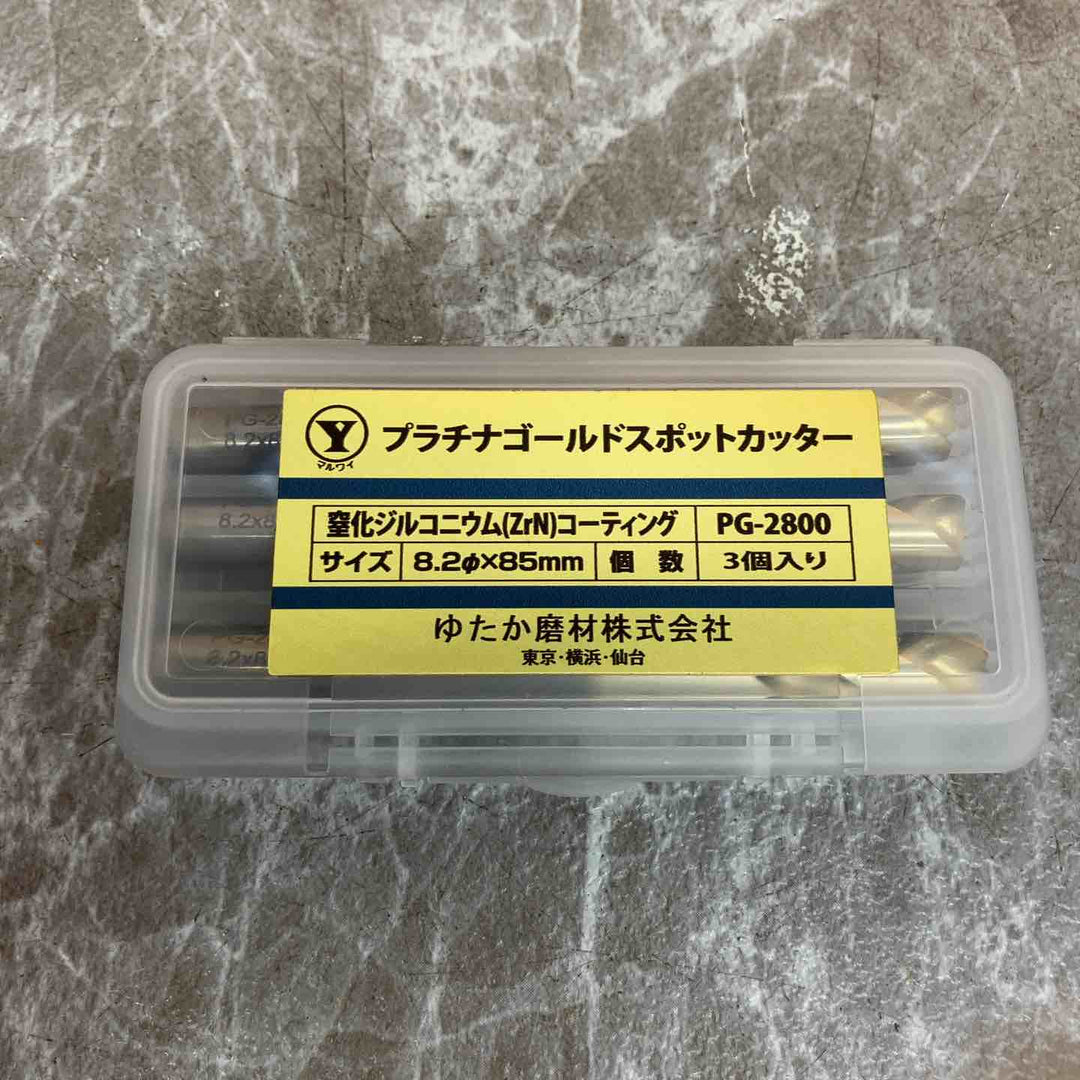 Y
マルワイ
プラチナゴールドスポットカッター
窒化ジルコニウム(ZrN)コーティング PG-2800
サイズ 8.2φ×85mm 個 数 3個入り
ゆたか磨材株式会社
東京・横浜・仙台
8.2x8